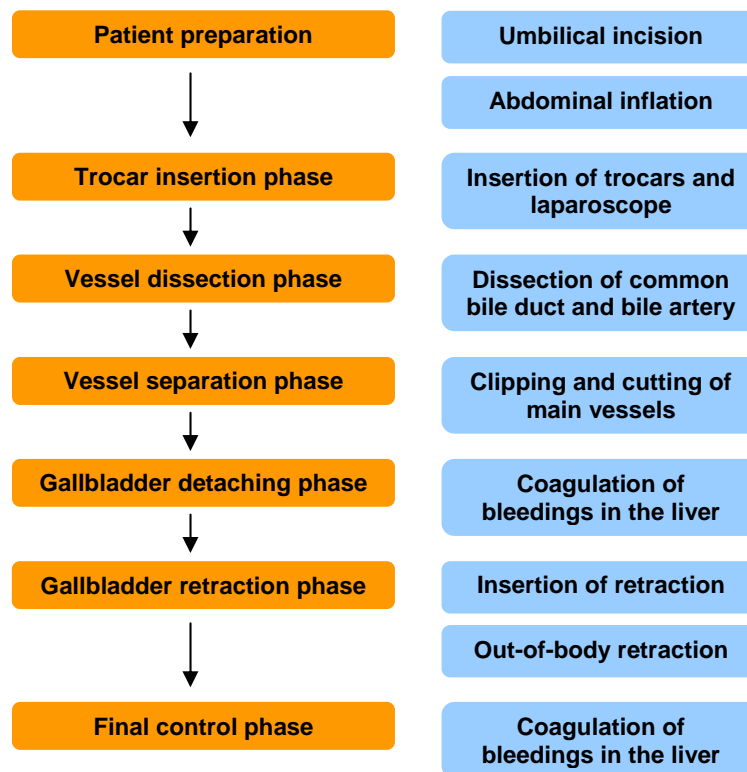 Patient preparation
Umbilical incision
Abdominal inflation
Trocar insertion phase
Insertion of trocars and
laparoscope
Vessel dissection phase
Dissection of common
bile duct and bile artery
Vessel separation phase
Clipping and cutting of
main vessels
Gallbladder detaching phase
Coagulation of
bleedings in the liver
Gallbladder retraction phase
Insertion of retraction
Out-of-body retraction
Final control phase
Coagulation of
bleedings in the liver